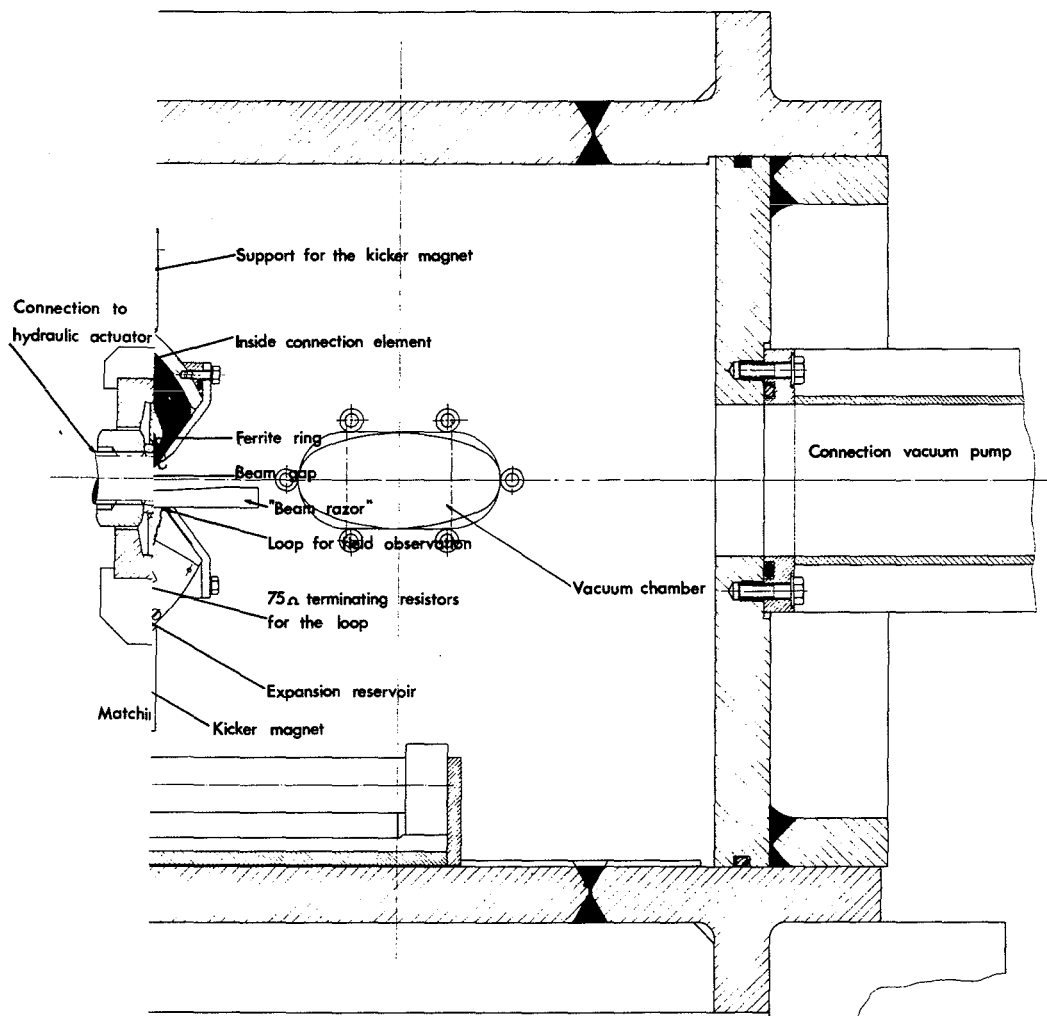 Support for the kicker magnet
Connection to
hydraulic actuator
Inside connection element
Ferrite ring
Beam gap
"Beam razor"
Loop for field observation
Connection vacuum pump
Vacuum chamber
75Ω terminating resistors
for the loop
Expansion reservoir
Matchi
Kicker magnet